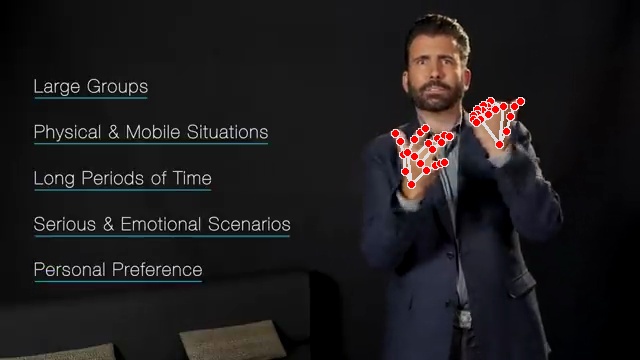 Large Groups
Physical & Mobile Situations
Long Periods of Time
Serious & Emotional Scenarios
Personal Preference